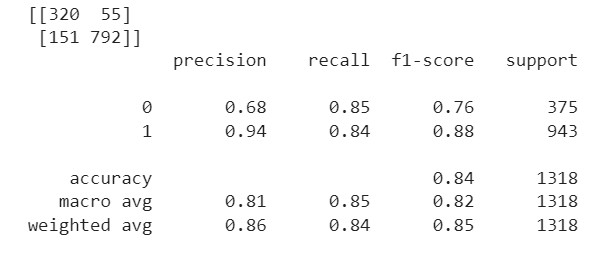 [[320  55]
 [151 792]]
              precision    recall  f1-score   support

           0       0.68      0.85      0.76       375
           1       0.94      0.84      0.88       943

    accuracy                           0.84      1318
   macro avg       0.81      0.85      0.82      1318
weighted avg       0.86      0.84      0.85      1318